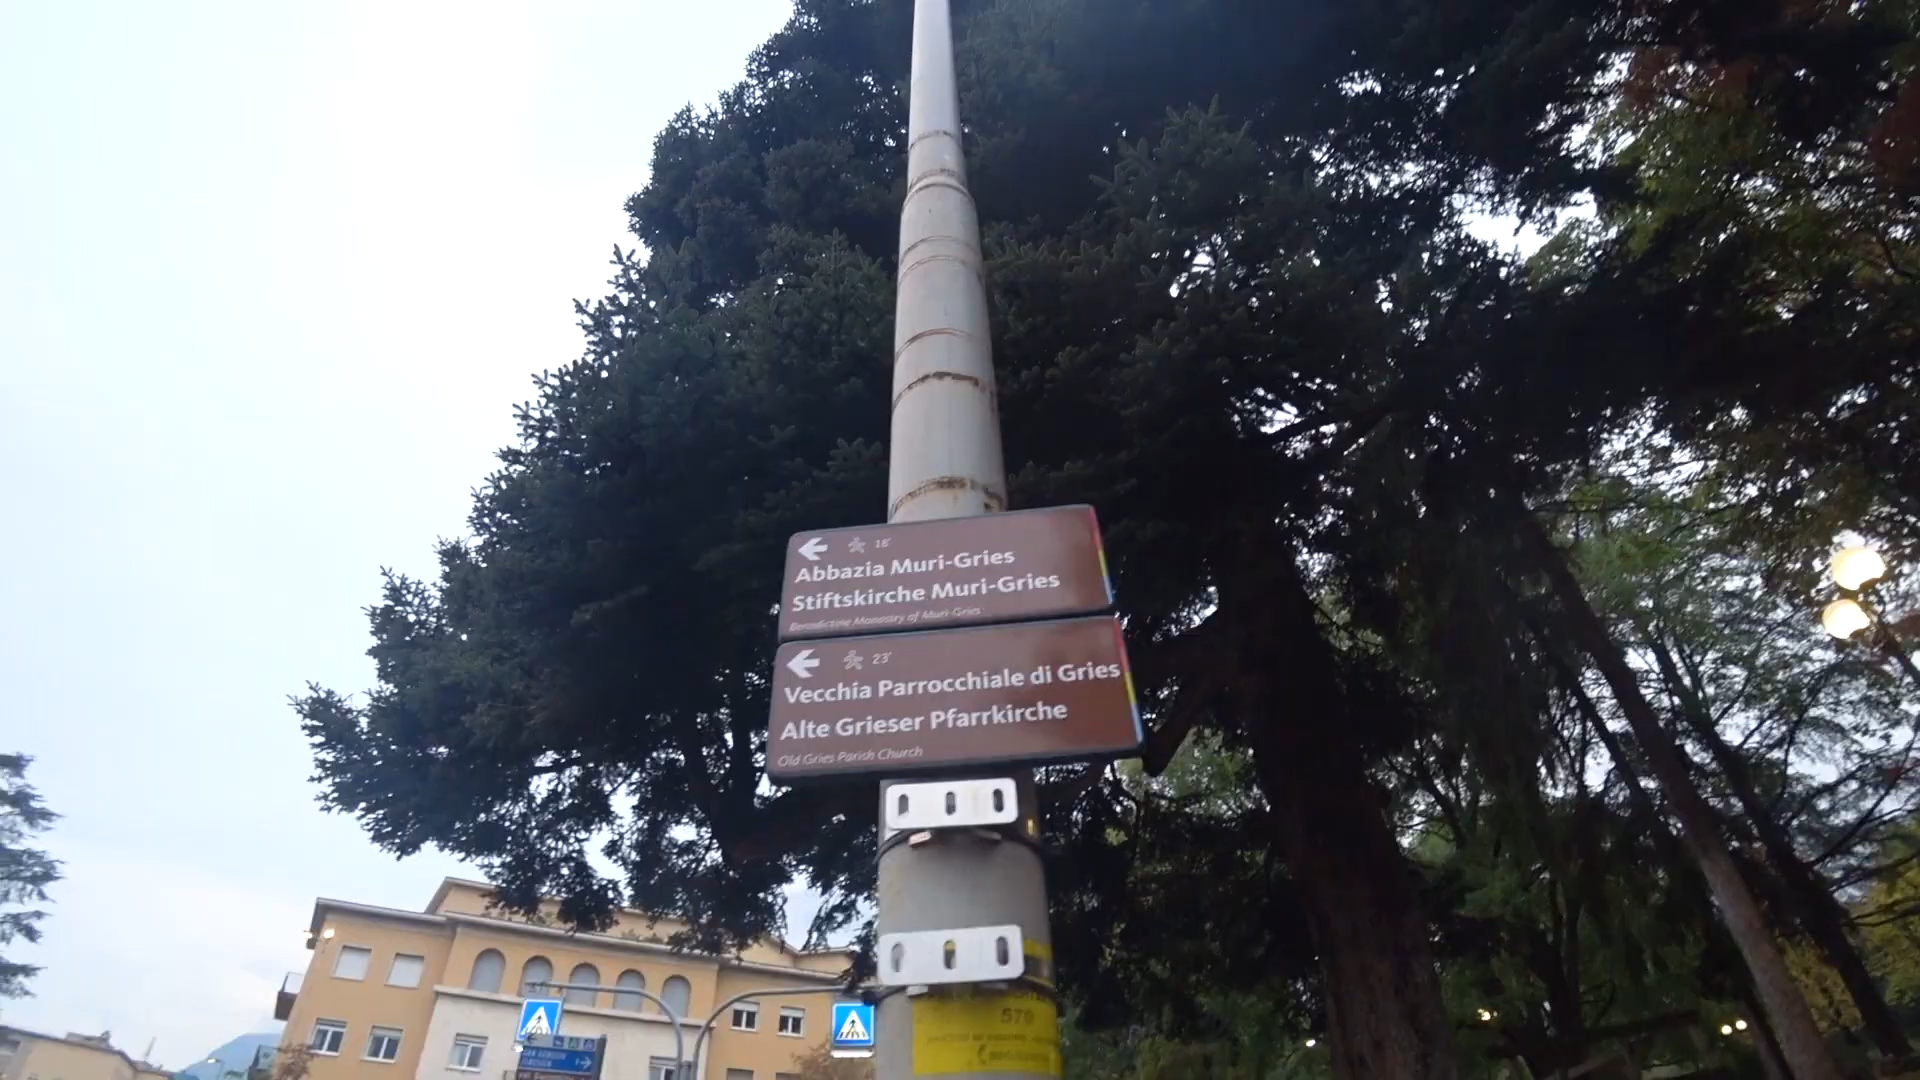 18'
Abbazia Muri-Gries
Stiftskirche Muri-Gries
Benedictine Monastery of Muri-Gries
23'
Vecchia Parrocchiale di Gries
Alte Grieser Pfarrkirche
Old Gries Parish Church
579